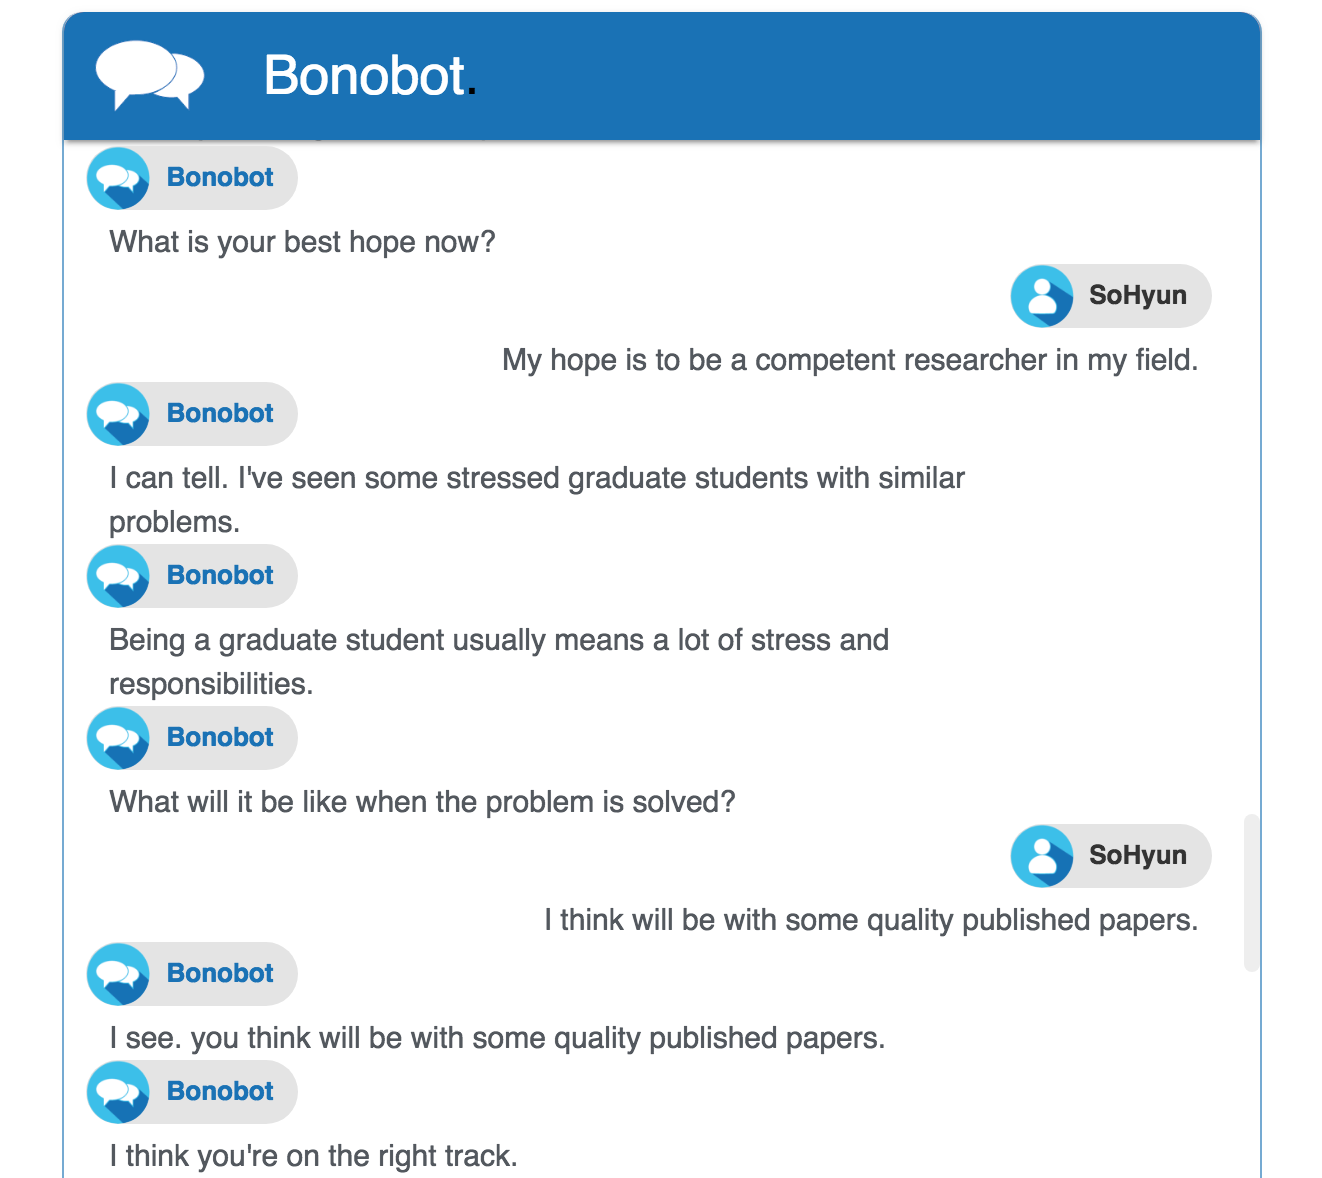 Bonobot.
Bonobot
What is your best hope now?
SoHyun
My hope is to be a competent researcher in my field.
Bonobot
I can tell. I've seen some stressed graduate students with similar
problems.
Bonobot
Being a graduate student usually means a lot of stress and
responsibilities.
Bonobot
What will it be like when the problem is solved?
SoHyun
I think will be with some quality published papers.
Bonobot
I see. you think will be with some quality published papers.
Bonobot
I think you're on the right track.